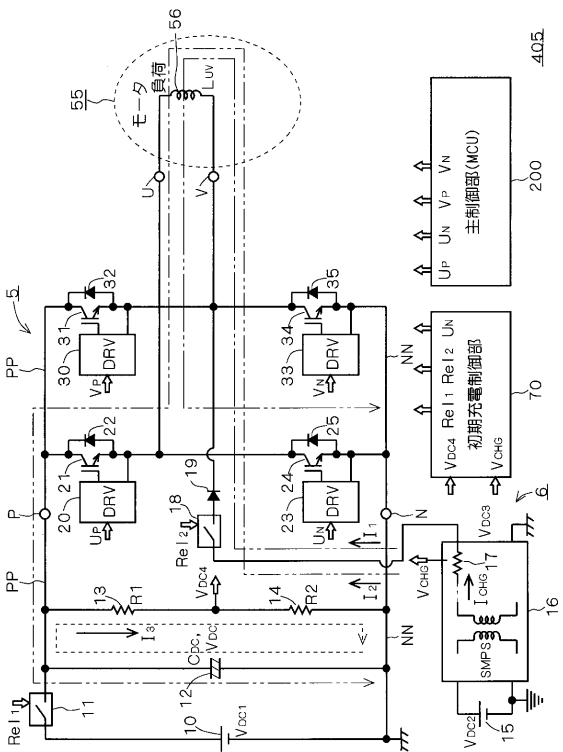 405
55
56
モータ
負荷
LUV
U
V
5
PP
P
PP
20
21
22
DRV
UP
30
31
32
DRV
VP
23
24
25
DRV
UN
33
34
35
DRV
VN
NN
N
NN
Rel1
11
10
VDC1
12
CDC,
VDC
I3
13
R1
14
R2
VDC4
Rel2
18
19
I1
I2
VCHG
6
VDC2
15
SMPS
16
ICHG
17
VDC3
VDC4 Rel1 Rel2 UN
VCHG
初期充電制御部
70
UP UN VP VN
主制御部(MCU)
200